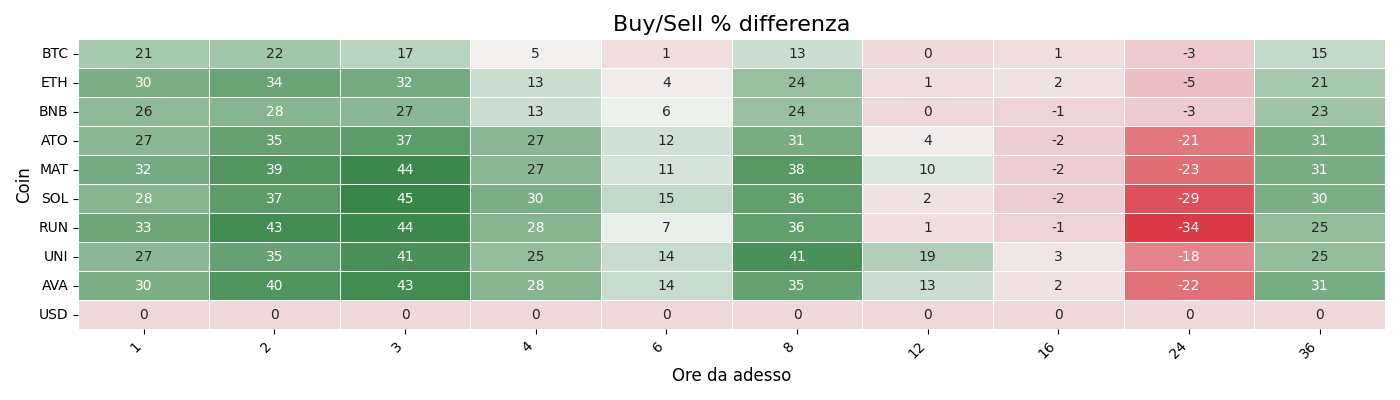 Buy/Sell % differenza
Coin
BTC 21 22 17 5 1 13 0 1 -3 15
ETH 30 34 32 13 4 24 1 2 -5 21
BNB 26 28 27 13 6 24 0 -1 -3 23
ATO 27 35 37 27 12 31 4 -2 -21 31
MAT 32 39 44 27 11 38 10 -2 -23 31
SOL 28 37 45 30 15 36 2 -2 -29 30
RUN 33 43 44 28 7 36 1 -1 -34 25
UNI 27 35 41 25 14 41 19 3 -18 25
AVA 30 40 43 28 14 35 13 2 -22 31
USD 0 0 0 0 0 0 0 0 0 0
1 2 3 4 6 8 12 16 24 36
Ore da adesso